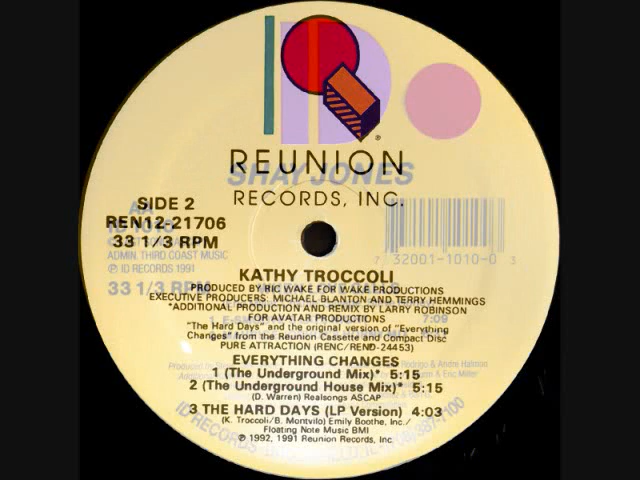 ID
®
REUNION
SHAY JONES
RECORDS, INC.
SIDE 2
AA
REN12-21706
ID 1010
33 1/3 RPM
ADMIN. THIRD COAST MUSIC
℗ ID RECORDS 1991
33 1/3 RPM
7 32001-1010-0 3
KATHY TROCCOLI
PRODUCED BY RIC WAKE FOR WAKE PRODUCTIONS
EXECUTIVE PRODUCERS: MICHAEL BLANTON AND TERRY HEMMINGS
*ADDITIONAL PRODUCTION AND REMIX BY LARRY ROBINSON
FOR AVATAR PRODUCTIONS
7:09
"The Hard Days" and the original version of "Everything
Changes" from the Reunion Cassette and Compact Disc
PURE ATTRACTION (RENC/REND-24453)
EVERYTHING CHANGES
1 (The Underground Mix)* 5:15
2 (The Underground House Mix)* 5:15
(D. Warren) Realsongs ASCAP
3 THE HARD DAYS (LP Version) 4:03
(K. Troccoli/B. Montvilo) Emily Boothe, Inc./
Floating Note Music BMI
℗ 1992, 1991 Reunion Records, Inc.